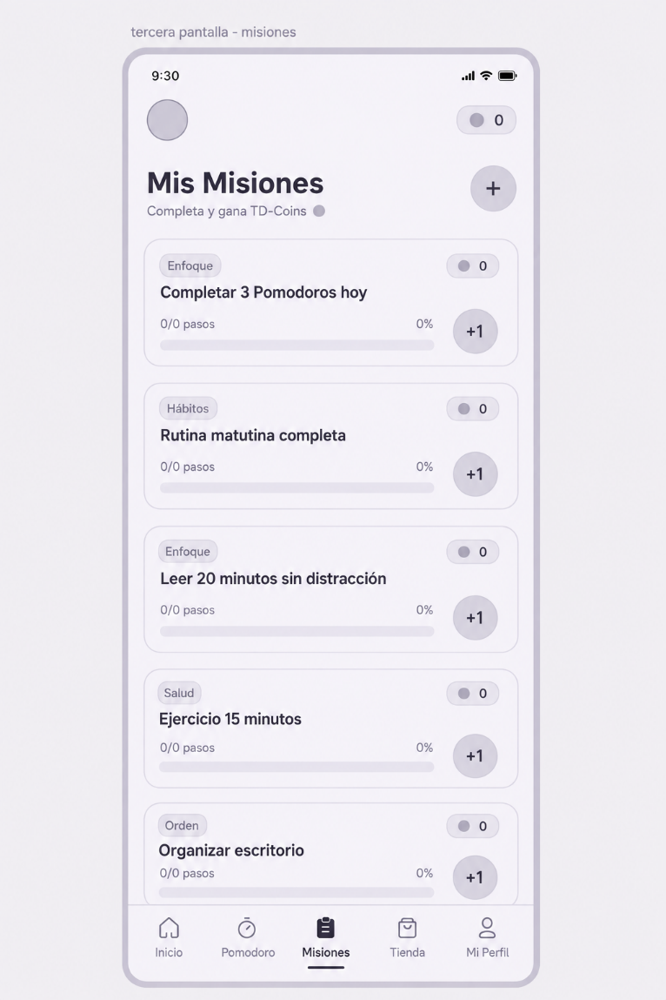 tercera pantalla - misiones
9:30
0
Mis Misiones
+
Completa y gana TD-Coins
Enfoque
0
Completar 3 Pomodoros hoy
0/0 pasos
0%
+1
Hábitos
0
Rutina matutina completa
0/0 pasos
0%
+1
Enfoque
0
Leer 20 minutos sin distracción
0/0 pasos
0%
+1
Salud
0
Ejercicio 15 minutos
0/0 pasos
0%
+1
Orden
0
Organizar escritorio
0/0 pasos
0%
+1
Inicio
Pomodoro
Misiones
Tienda
Mi Perfil